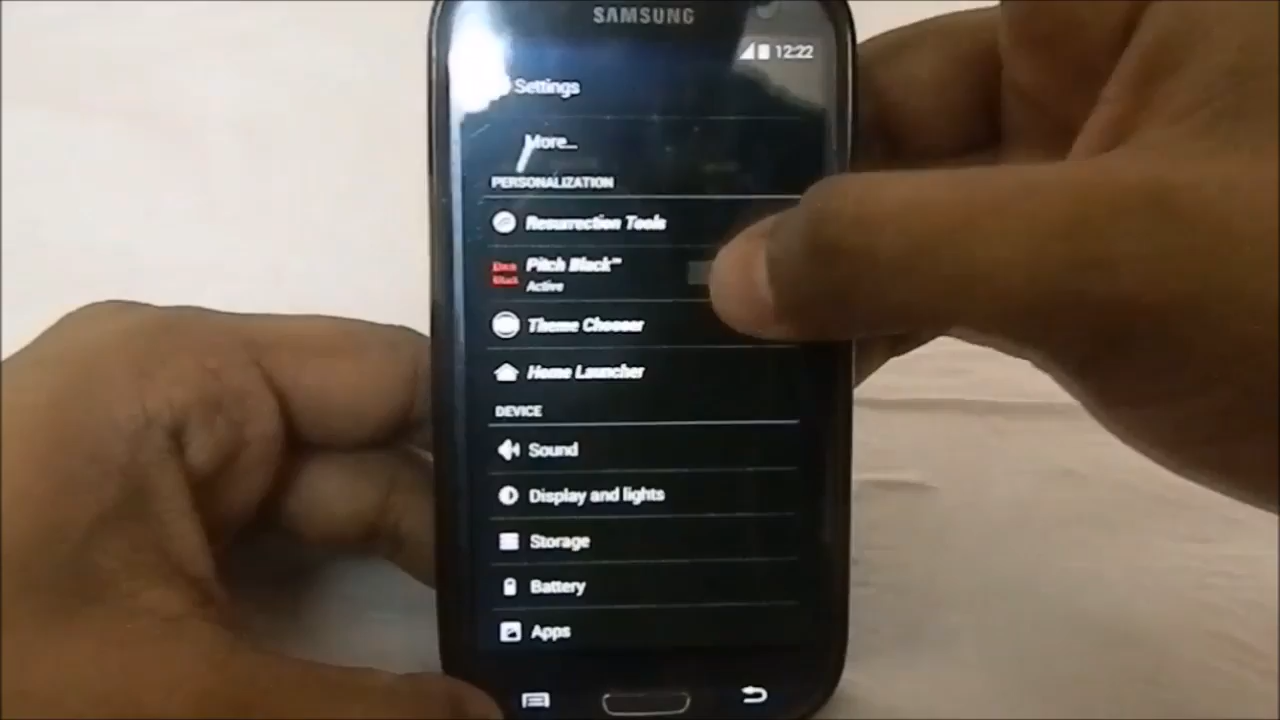 SAMSUNG
12:22
Settings
More...
PERSONALIZATION
Resurrection Tools
Pitch Black™
Active
Theme Chooser
Home Launcher
DEVICE
Sound
Display and lights
Storage
Battery
Apps